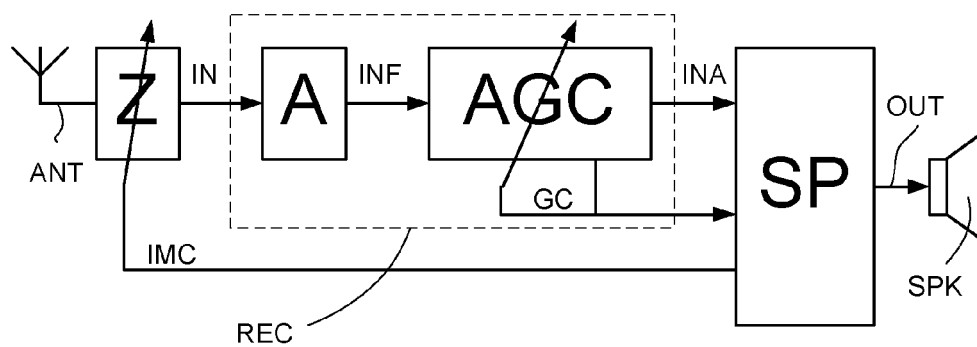 Z
IN
A
INF
AGC
INA
OUT
SP
ANT
GC
IMC
SPK
REC